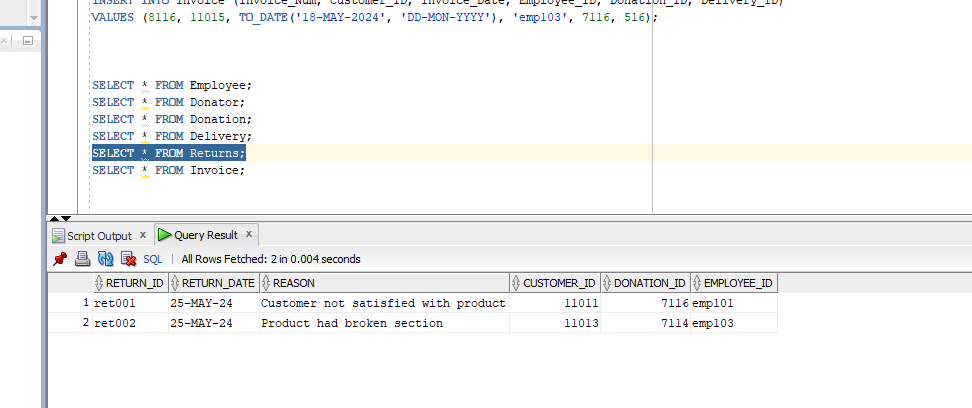 INSERT INTO Invoice (Invoice_Num, Customer_ID, Invoice_Date, Employee_ID, Donation_ID, Delivery_ID)
VALUES (8116, 11015, TO_DATE('18-MAY-2024', 'DD-MON-YYYY'), 'emp103', 7116, 516);
SELECT * FROM Employee;
SELECT * FROM Donator;
SELECT * FROM Donation;
SELECT * FROM Delivery;
SELECT * FROM Returns;
SELECT * FROM Invoice;
Script Output x Query Result x
SQL | All Rows Fetched: 2 in 0.004 seconds
RETURN_ID RETURN_DATE REASON CUSTOMER_ID DONATION_ID EMPLOYEE_ID
1 ret001 25-MAY-24 Customer not satisfied with product 11011 7116 emp101
2 ret002 25-MAY-24 Product had broken section 11013 7114 emp103